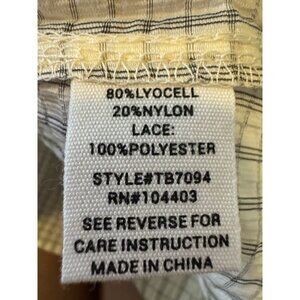 80%LYOCELL
20%NYLON
LACE:
100%POLYESTER
STYLE#TB7094
RN#104403
SEE REVERSE FOR
CARE INSTRUCTION
MADE IN CHINA